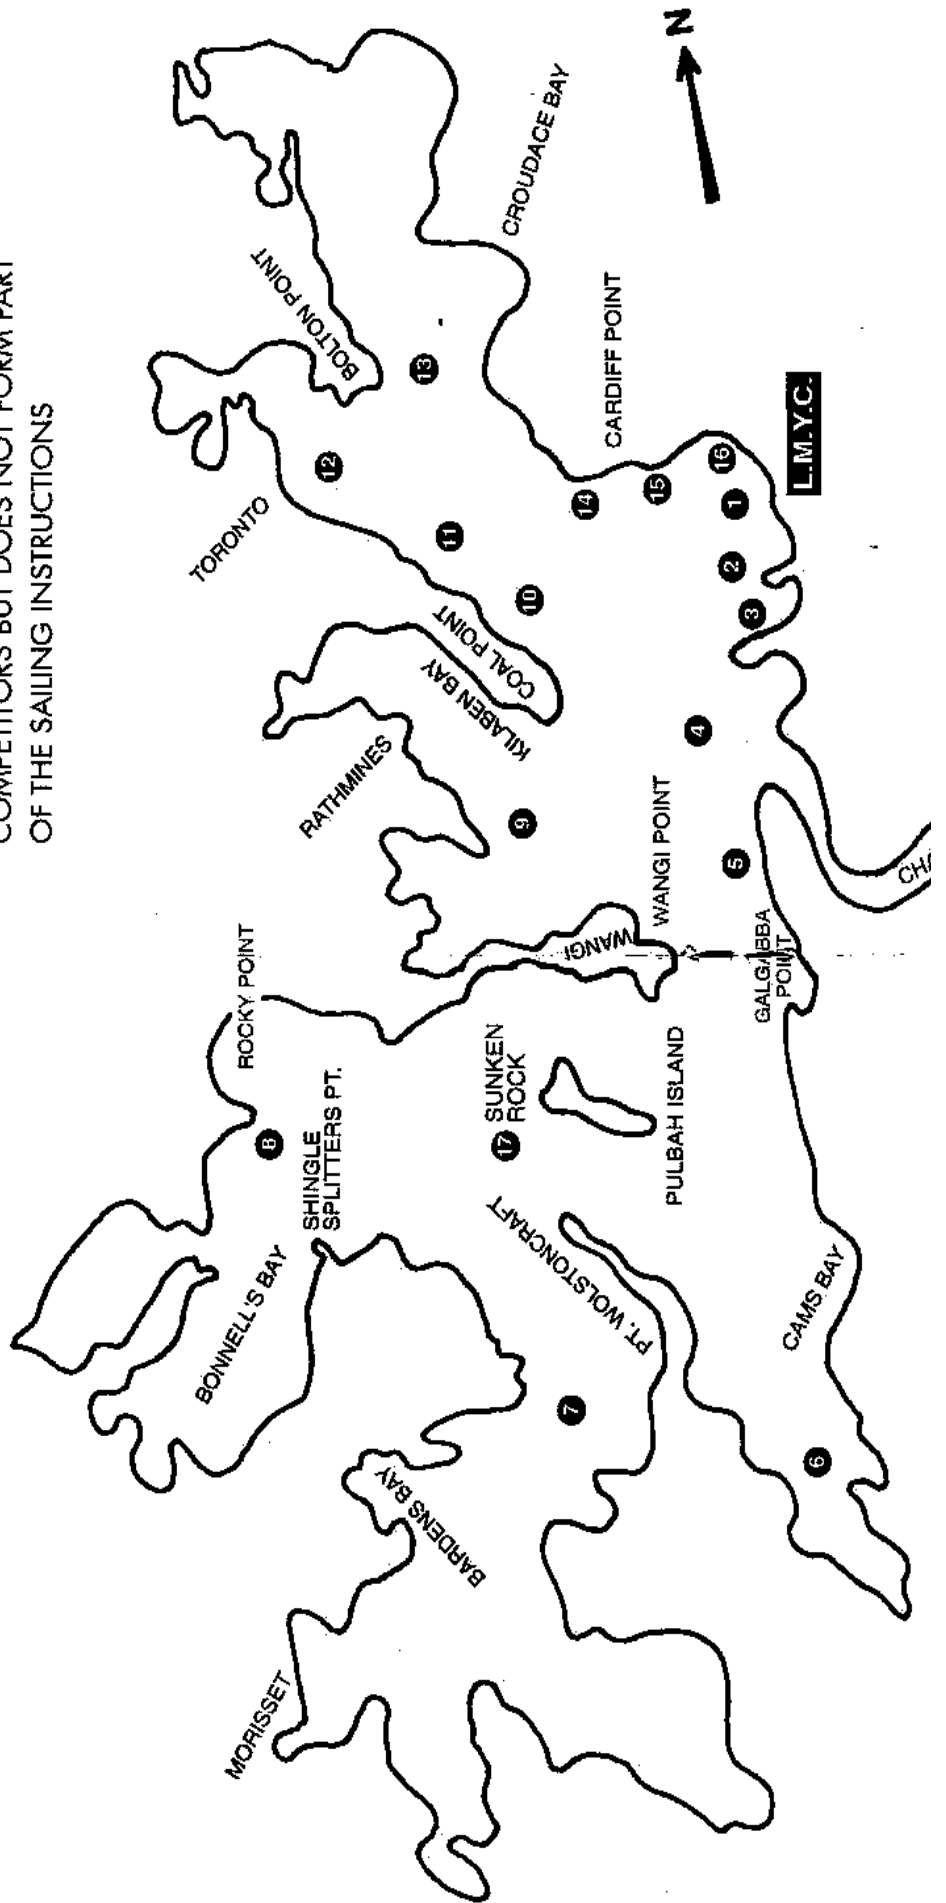 COMPETITORS BUT DOES NOT FORM PART
OF THE SAILING INSTRUCTIONS
N
CROUDACE BAY
BOLTON POINT
13
CARDIFF POINT
L.M.Y.C.
12
TORONTO
11
14
15
16
1
2
3
10
COAL POINT
KILABEN BAY
RATHMINES
9
4
WANGI POINT
5
WANGI
GALGABBA
POINT
ROCKY POINT
8
SHINGLE
SPLITTERS PT.
SUNKEN
ROCK
17
PULBAH ISLAND
BONNELL'S BAY
PT. WOLSTONCRAFT
CAMS BAY
7
6
BARDENS BAY
MORISSET